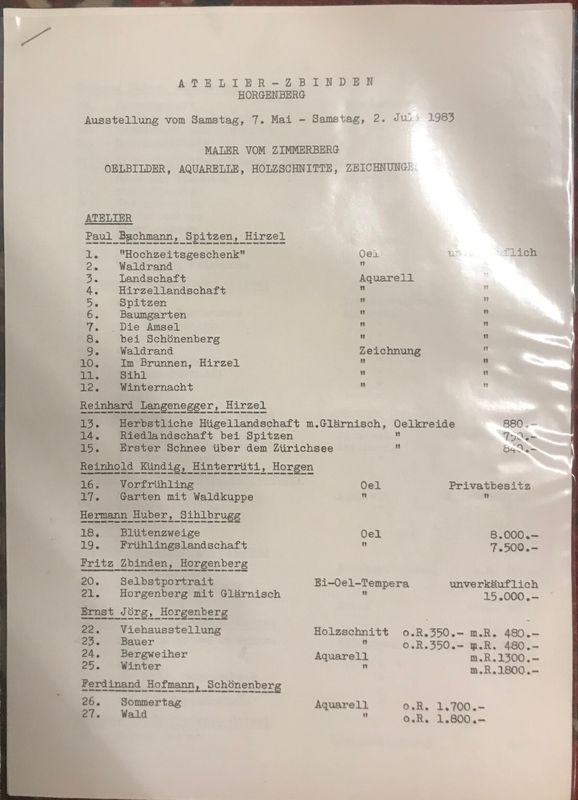 ATELIER-ZBINDEN
HORGENBERG
Ausstellung vom Samstag, 7. Mai - Samstag, 2. Juli 1983
MALER VOM ZIMMERBERG
OELBILDER, AQUARELLE, HOLZSCHNITTE, ZEICHNUNGEN
ATELIER
Paul Bachmann, Spitzen, Hirzel
1. "Hochzeitsgeschenk" Oel unverkäuflich
2. Waldrand " "
3. Landschaft Aquarell "
4. Hirzellandschaft " "
5. Spitzen " "
6. Baumgarten " "
7. Die Amsel " "
8. bei Schönenberg " "
9. Waldrand Zeichnung "
10. Im Brunnen, Hirzel " "
11. Sihl " "
12. Winternacht " "
Reinhard Langenegger, Hirzel
13. Herbstliche Hügellandschaft m.Glärnisch, Oelkreide 880.-
14. Riedlandschaft bei Spitzen "
15. Erster Schnee über dem Zürichsee " 840.-
Reinhold Kündig, Hinterrüti, Horgen
16. Vorfrühling Oel Privatbesitz
17. Garten mit Waldkuppe " "
Hermann Huber, Sihlbrugg
18. Blütenzweige Oel 8.000.-
19. Frühlingslandschaft " 7.500.-
Fritz Zbinden, Horgenberg
20. Selbstportrait Ei-Oel-Tempera unverkäuflich
21. Horgenberg mit Glärnisch " 15.000.-
Ernst Jörg, Horgenberg
22. Viehausstellung Holzschnitt o.R.350.- m.R. 480.-
23. Bauer " o.R.350.- m.R. 480.-
24. Bergweiher Aquarell m.R.1300.-
25. Winter " m.R.1800.-
Ferdinand Hofmann, Schönenberg
26. Sommertag Aquarell o.R. 1.700.-
27. Wald " o.R. 1.800.-